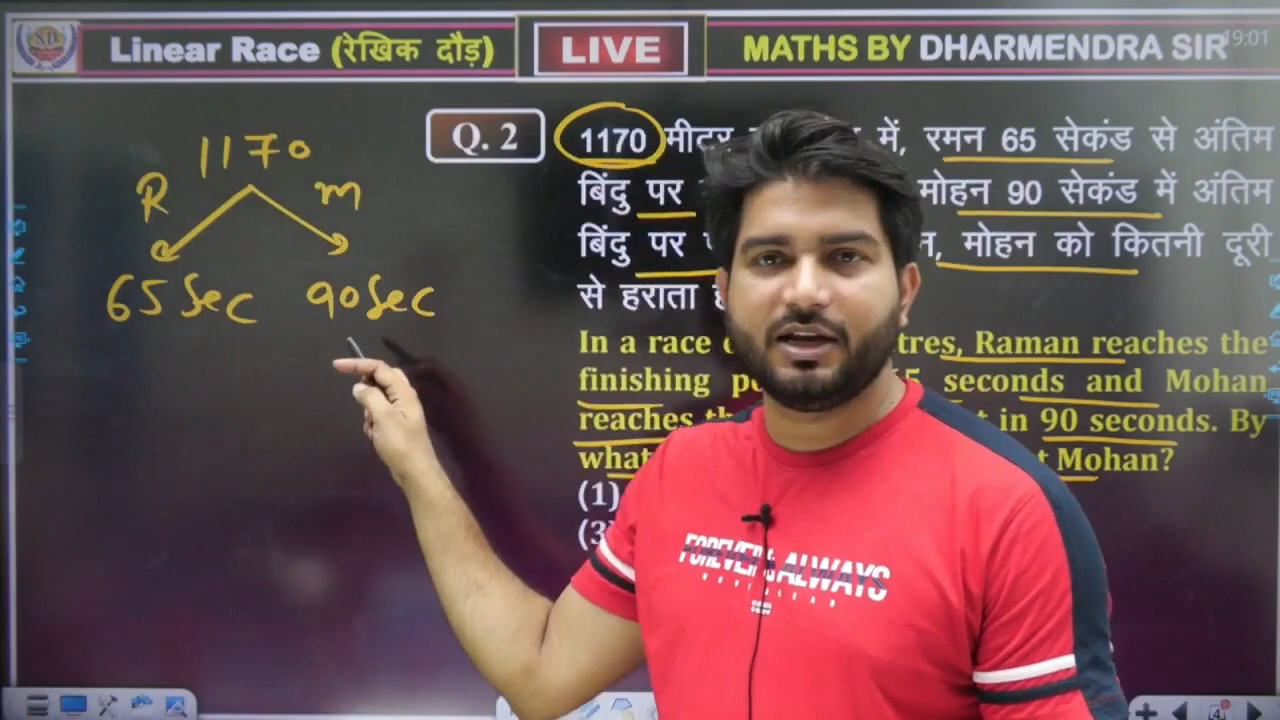 S.D.
Linear Race (रेखिक दौड़)
LIVE
MATHS BY DHARMENDRA SIR
19:01
1170
R m
65 Sec 90 Sec
Q. 2
1170 मीटर में, रमन 65 सेकंड से अंतिम
बिंदु पर मोहन 90 सेकंड में अंतिम
बिंदु पर मोहन को कितनी दूरी
से हराता
In a race tres, Raman reaches the
finishing seconds and Mohan
reaches in 90 seconds. By
what Mohan?
(1)
(3)
FOREVER & ALWAYS